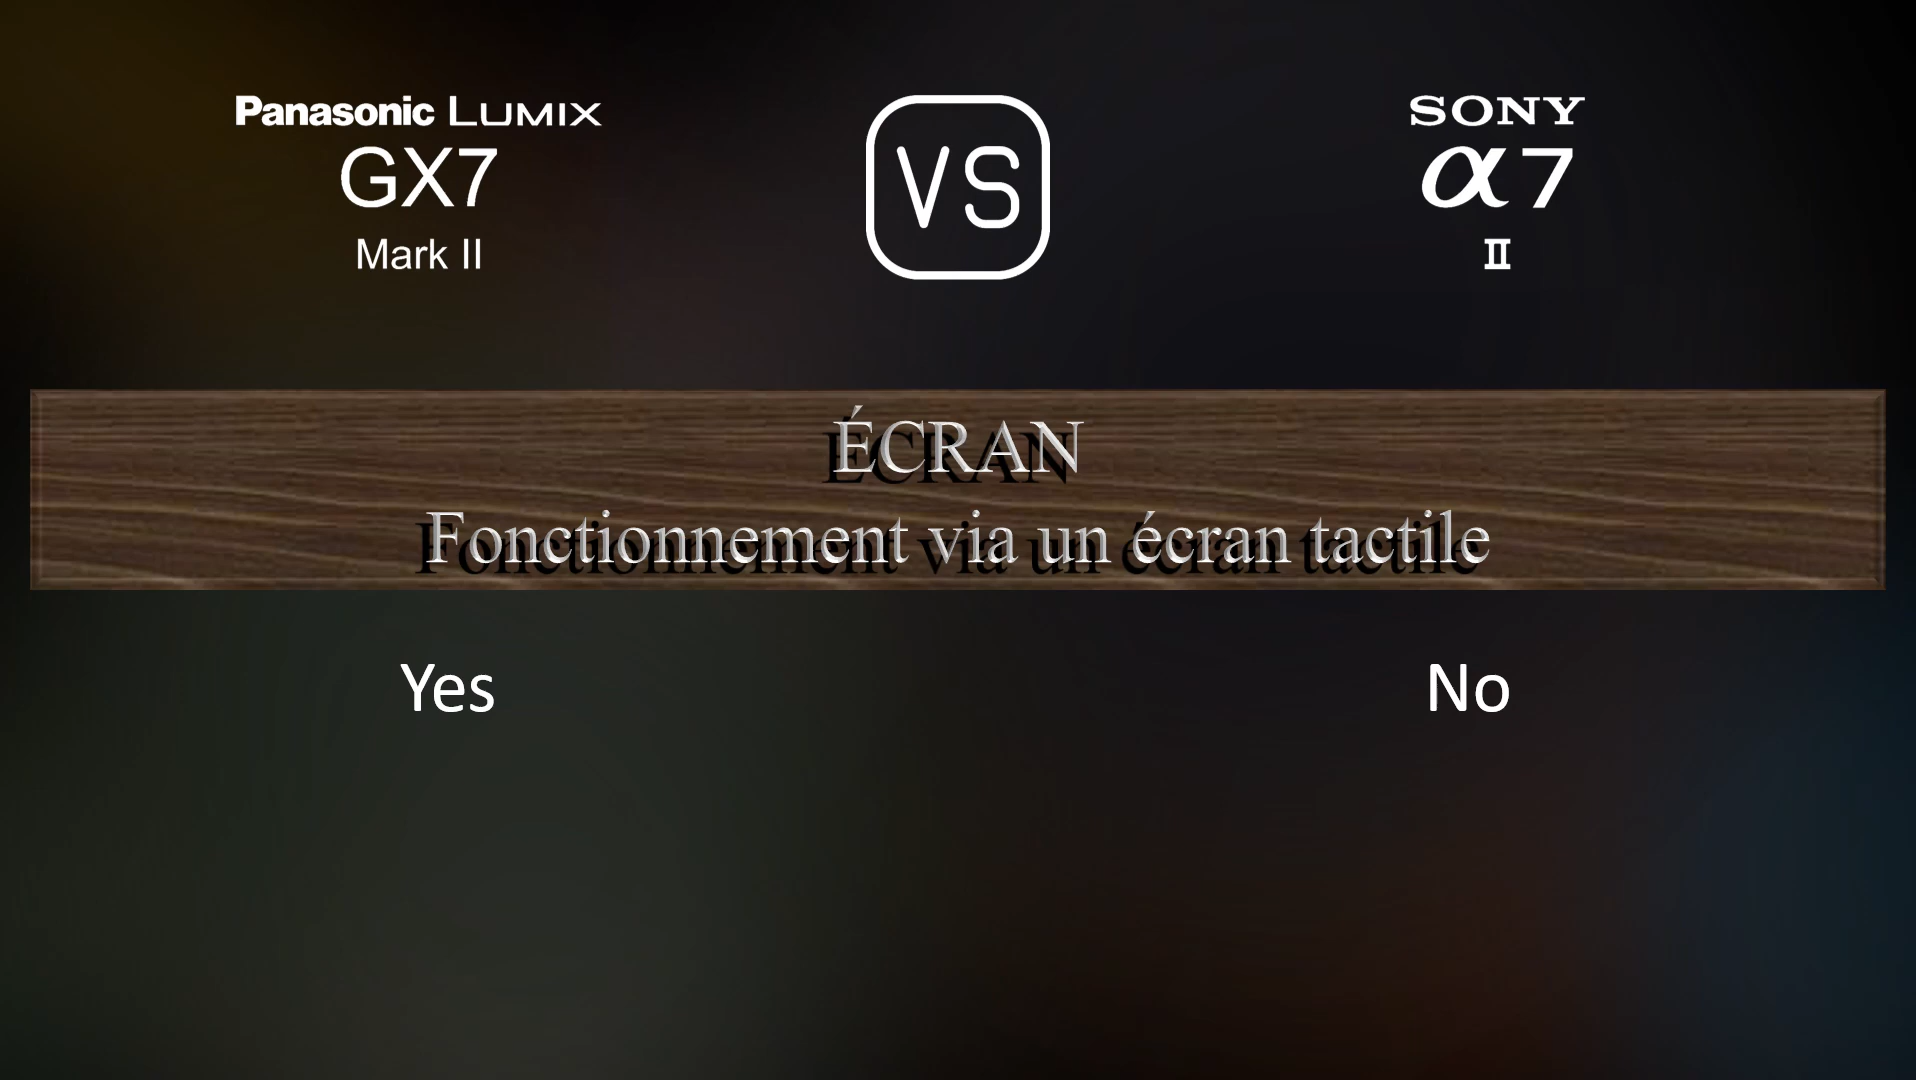 Panasonic LUMIX
GX7
Mark II
VS
SONY
α7
II
ÉCRAN
Fonctionnement via un écran tactile
Yes
No